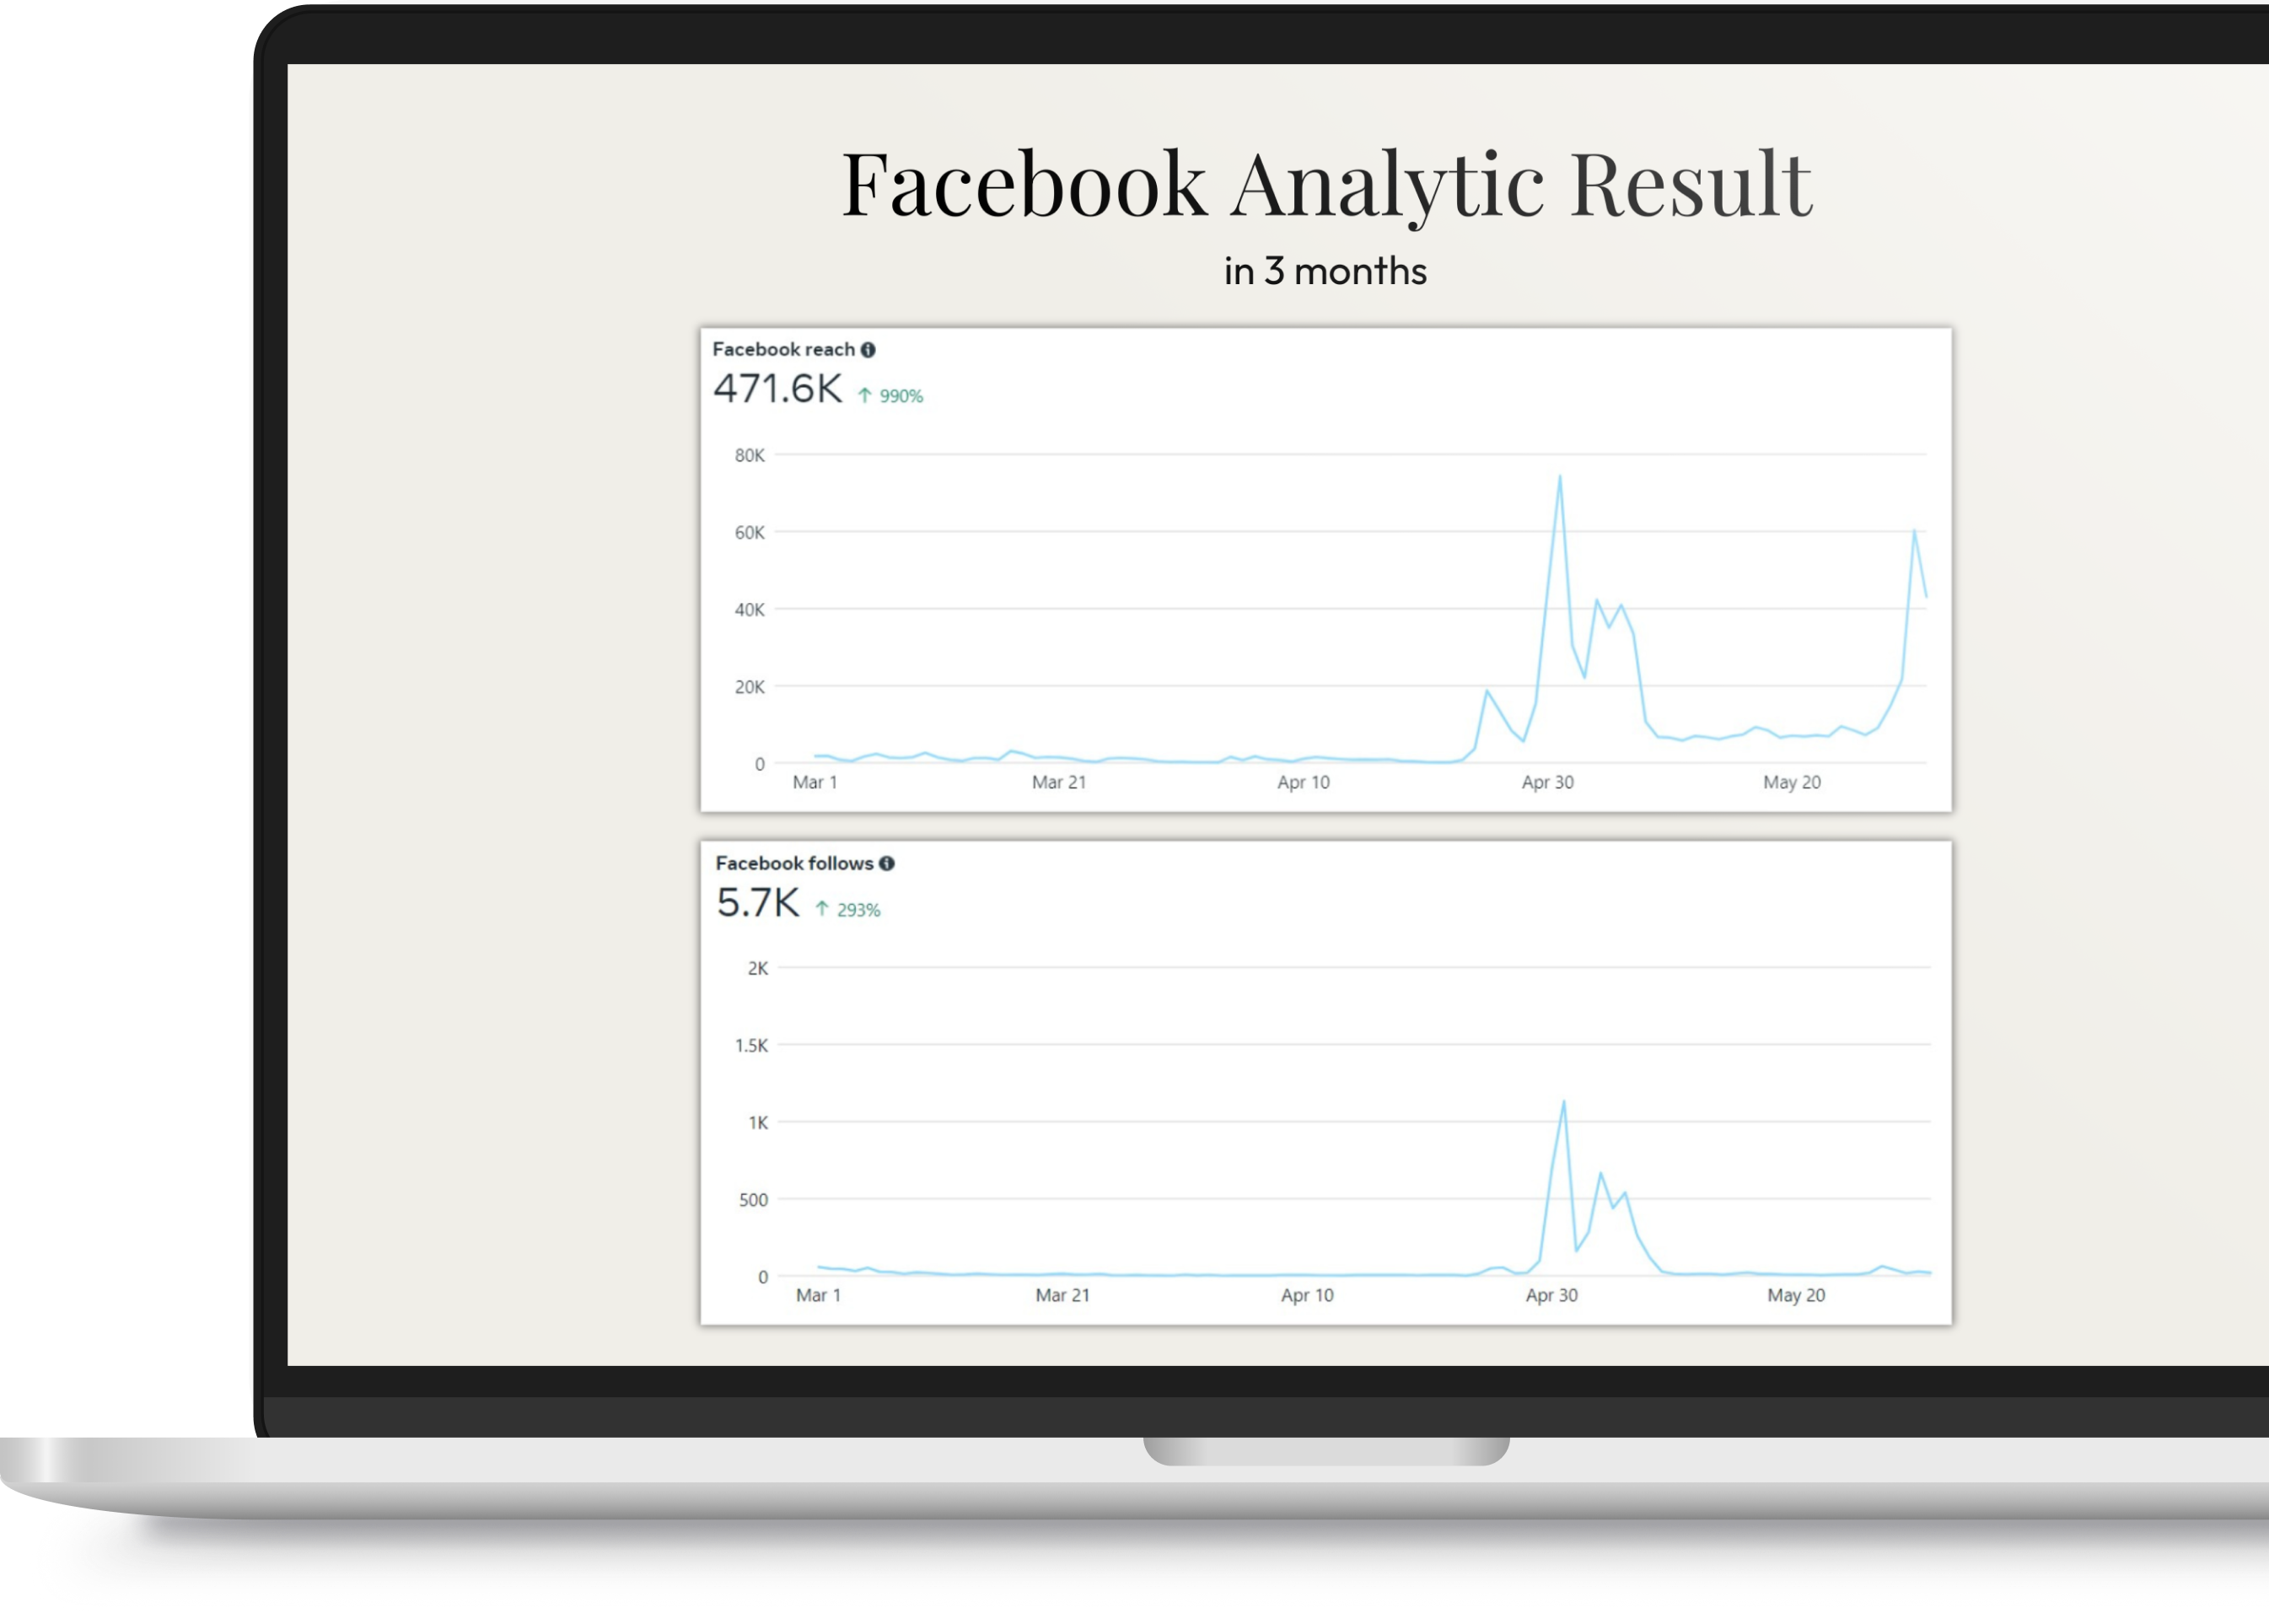 Facebook Analytic Result
in 3 months
Facebook reach
471.6K ↑ 990%
80K
60K
40K
20K
0
Mar 1 Mar 21 Apr 10 Apr 30 May 20
Facebook follows
5.7K ↑ 293%
2K
1.5K
1K
500
0
Mar 1 Mar 21 Apr 10 Apr 30 May 20